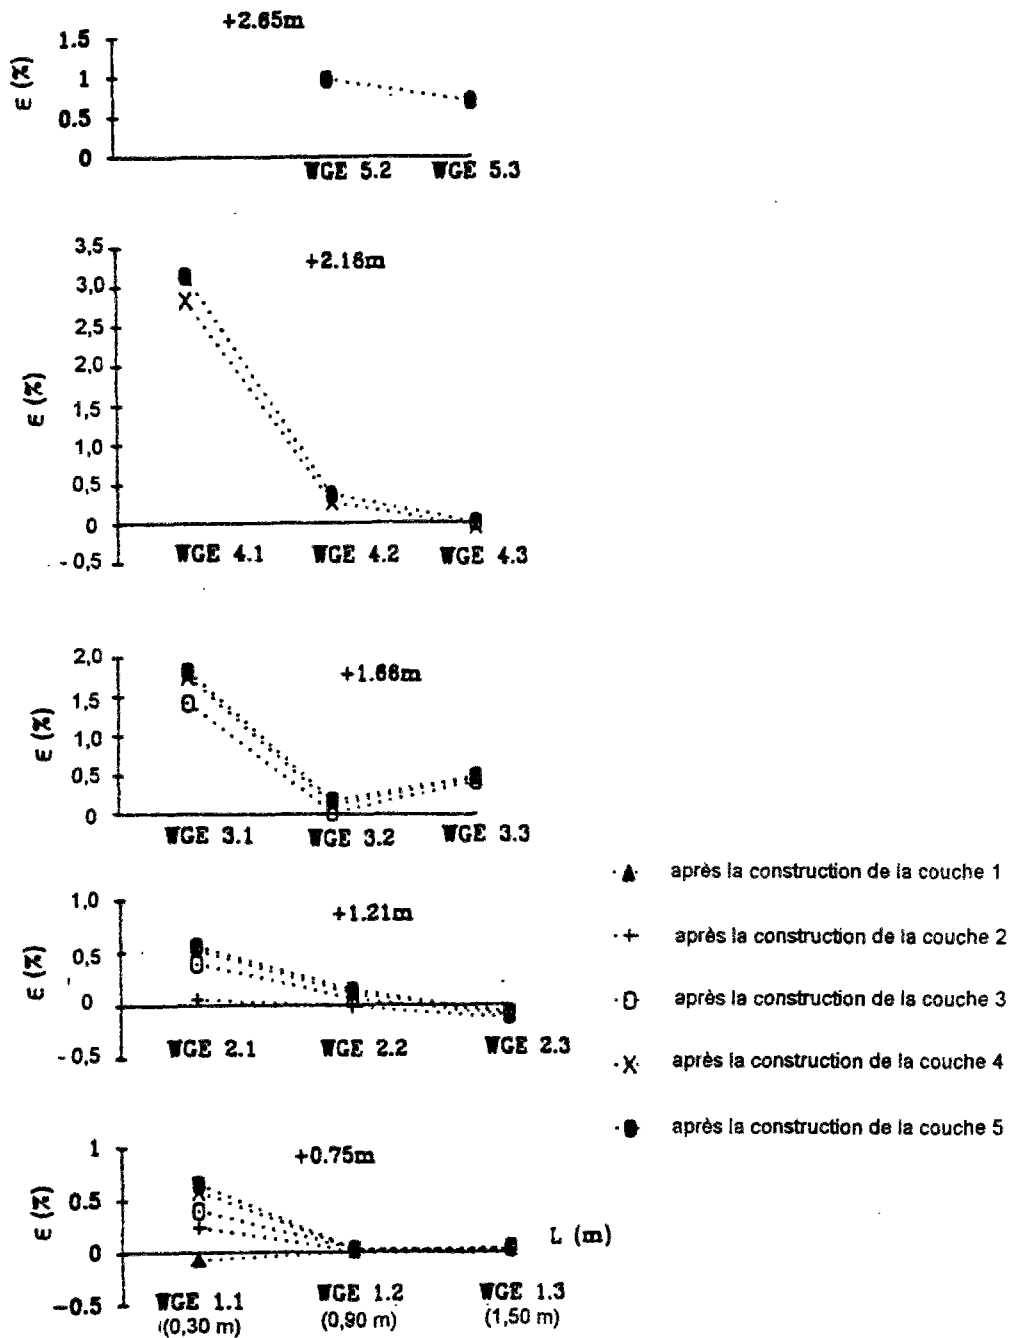 +2.65m
1.5
1
0.5
0
ε (%)
WGE 5.2 WGE 5.3
+2.16m
3,5
3,0
2,5
2,0
1,5
1,0
0,5
0
-0,5
ε (%)
WGE 4.1 WGE 4.2 WGE 4.3
+1.66m
2,0
1,5
1,0
0,5
0
ε (%)
WGE 3.1 WGE 3.2 WGE 3.3
+1.21m
1,0
0,5
0
-0,5
ε (%)
WGE 2.1 WGE 2.2 WGE 2.3
+0.75m
1
0.5
0
-0.5
ε (%)
L (m)
WGE 1.1 WGE 1.2 WGE 1.3
(0,30 m) (0,90 m) (1,50 m)
après la construction de la couche 1
après la construction de la couche 2
après la construction de la couche 3
après la construction de la couche 4
après la construction de la couche 5